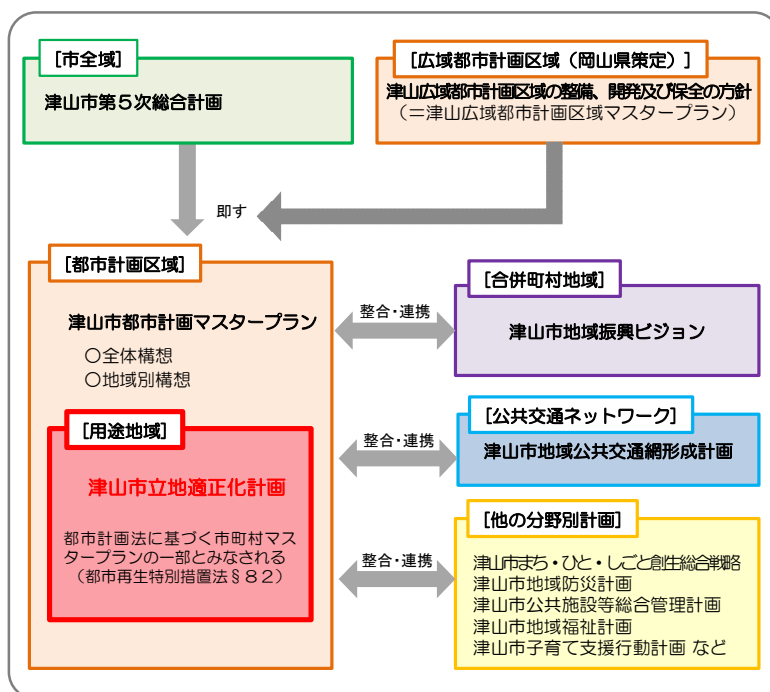 [市全域]
津山市第5次総合計画
[広域都市計画区域（岡山県策定）]
津山広域都市計画区域の整備、開発及び保全の方針
（＝津山広域都市計画区域マスタープラン）
即す
[都市計画区域]
津山市都市計画マスタープラン
○全体構想
○地域別構想
[用途地域]
津山市立地適正化計画
都市計画法に基づく市町村マス
タープランの一部とみなされる
（都市再生特別措置法§８２）
整合・連携
[合併町村地域]
津山市地域振興ビジョン
整合・連携
[公共交通ネットワーク]
津山市地域公共交通網形成計画
整合・連携
[他の分野別計画]
津山市まち・ひと・しごと創生総合戦略
津山市地域防災計画
津山市公共施設等総合管理計画
津山市地域福祉計画
津山市子育て支援行動計画 など